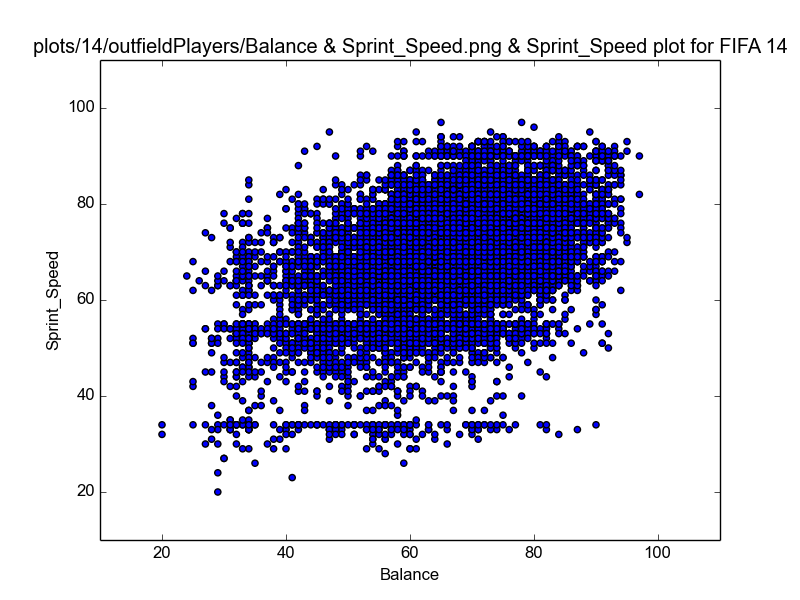 plots/14/outfieldPlayers/Balance & Sprint_Speed.png & Sprint_Speed plot for FIFA 14
100
80
60
40
20
Sprint_Speed
20 40 60 80 100
Balance